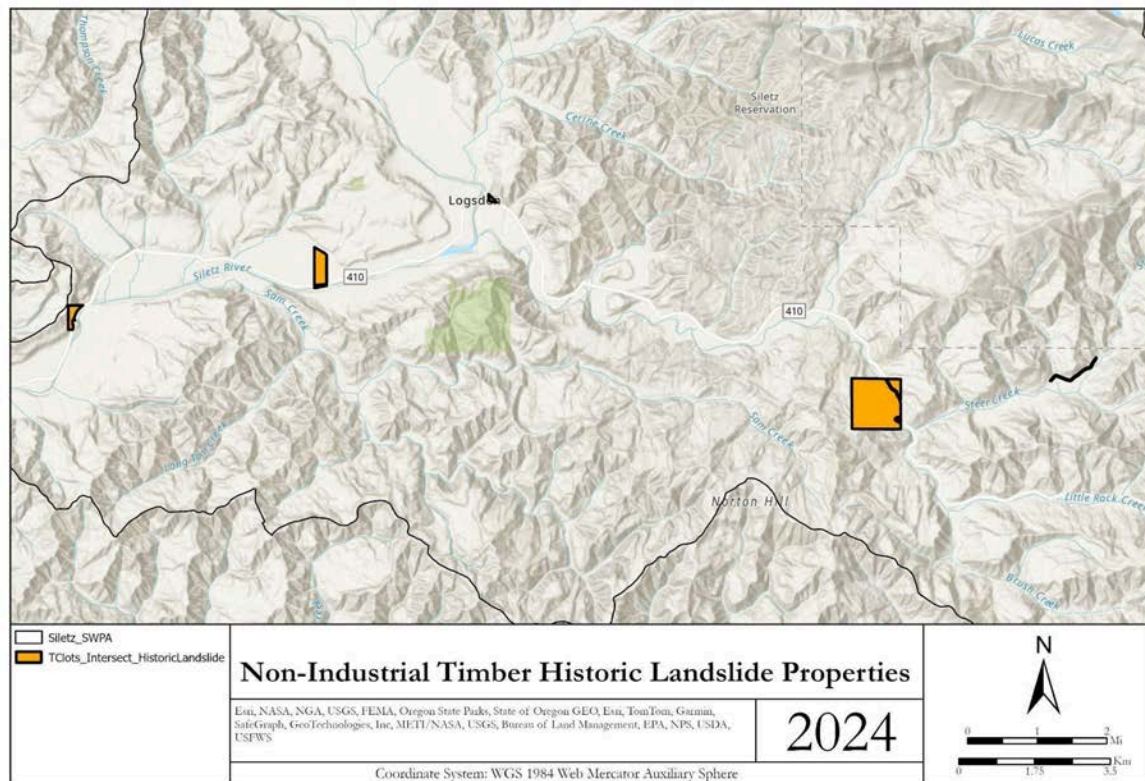 Thompson Creek
Lucas Creek
Siletz
Reservation
Cerine Creek
Logsden
Siletz River
410
Sam Creek
410
Steer Creek
Long Tom Creek
Sam Creek
Norton Hill
Little Rock Creek
Brush Creek
Siletz_SWPA
TClots_Intersect_HistoricLandslide
Non-Industrial Timber Historic Landslide Properties
Esri, NASA, NGA, USGS, FEMA, Oregon State Parks, State of Oregon GEO, Esri, TomTom, Garmin,
SafeGraph, GeoTechnologies, Inc, METI/NASA, USGS, Bureau of Land Management, EPA, NPS, USDA,
USFWS
2024
Coordinate System: WGS 1984 Web Mercator Auxiliary Sphere
N
0 1 2
Mi
Km
0 1.75 3.5